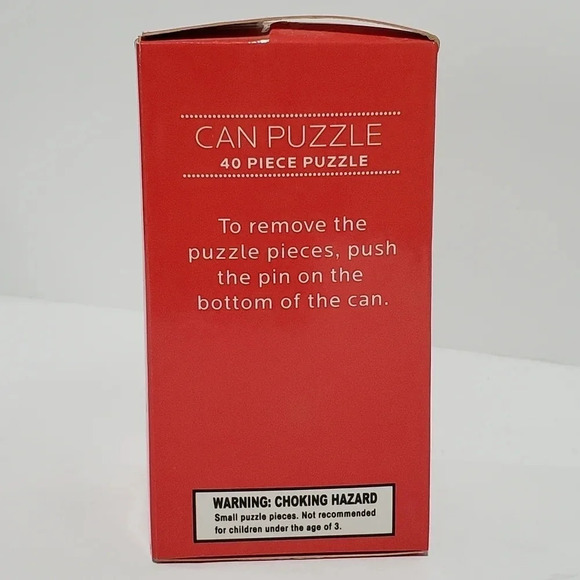 CAN PUZZLE
40 PIECE PUZZLE
To remove the
puzzle pieces, push
the pin on the
bottom of the can.
WARNING: CHOKING HAZARD
Small puzzle pieces. Not recommended
for children under the age of 3.